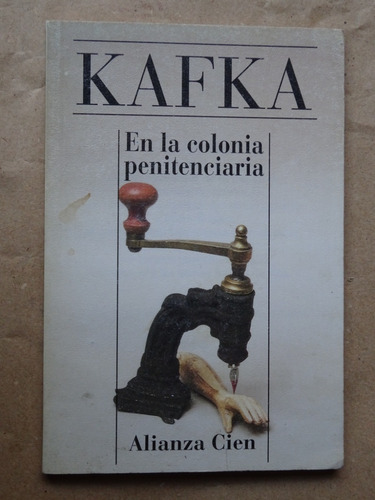 KAFKA
En la colonia
penitenciaria
Alianza Cien